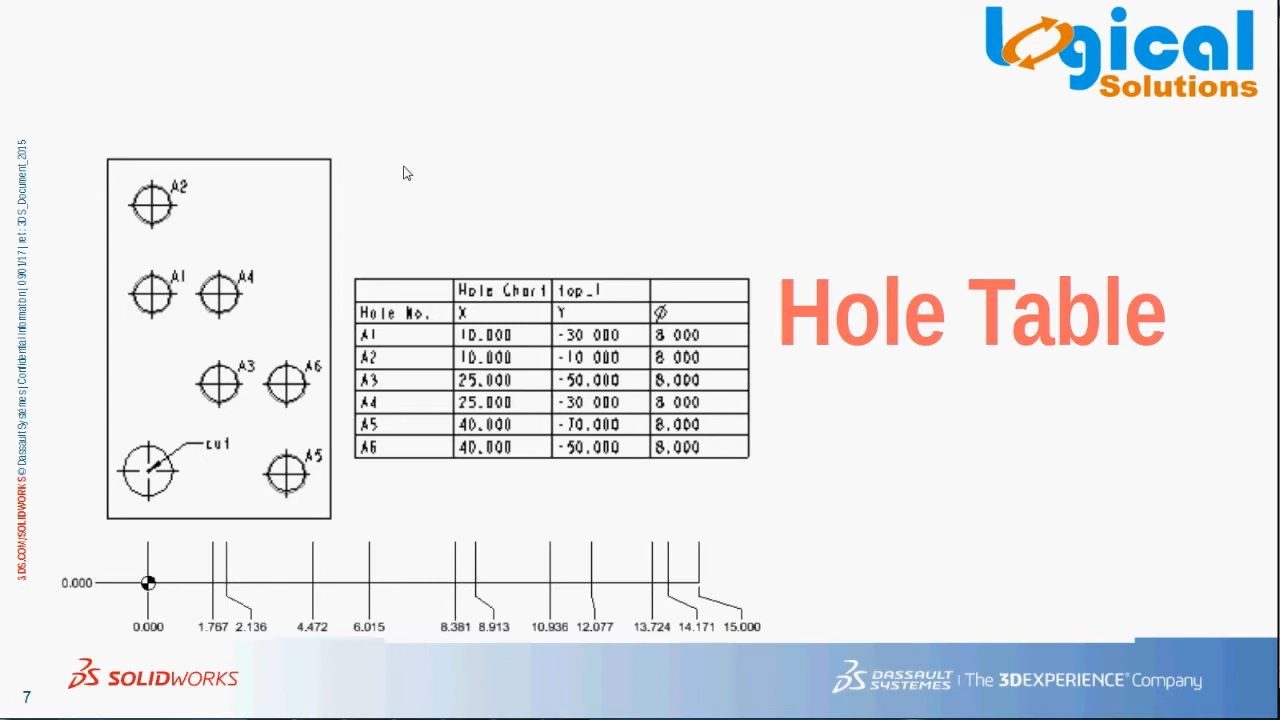 Logical
Solutions
3DS.COM/SOLIDWORKS © Dassault Systèmes | Confidential Information | 09/01/17 | ref.: 3DS_Document_2015
A2
A1 A4
A3 A6
cut
A5
Hole Chart top_1
Hole No. X Y Ø
A1 10.000 -30 000 8 000
A2 10.000 -10 000 8 000
A3 25.000 -50.000 8.000
A4 25.000 -30 000 8 000
A5 40.000 -70.000 8.000
A6 40.000 -50.000 8.000
Hole Table
0.000
0.000 1.767 2.136 4.472 6.015 8.381 8.913 10.936 12.077 13.724 14.171 15.000
3DS SOLIDWORKS
3DS DASSAULT SYSTEMES | The 3DEXPERIENCE® Company
7